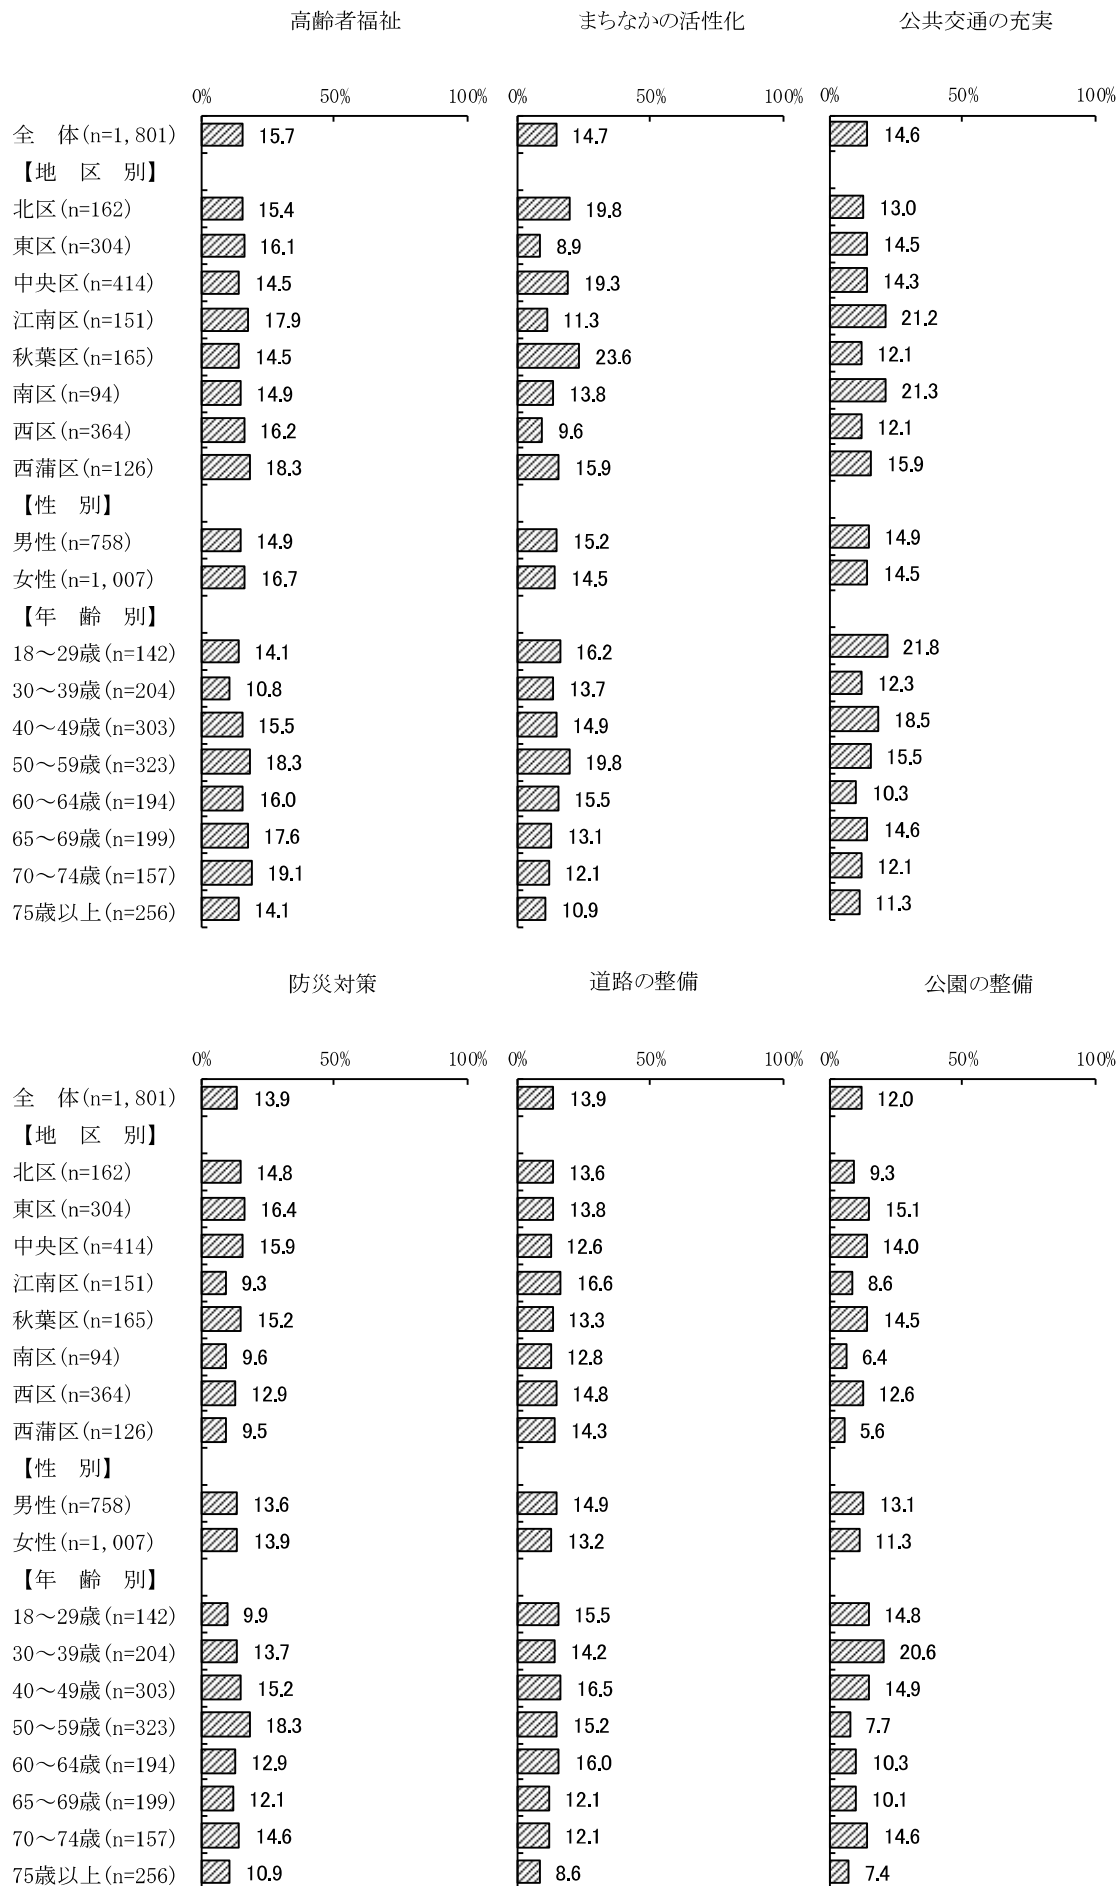 高齢者福祉 まちなかの活性化 公共交通の充実
0% 50% 100% 0% 50% 100% 0% 50% 100%
全 体(n=1,801) 15.7 14.7 14.6
【地 区 別】
北区(n=162) 15.4 19.8 13.0
東区(n=304) 16.1 8.9 14.5
中央区(n=414) 14.5 19.3 14.3
江南区(n=151) 17.9 11.3 21.2
秋葉区(n=165) 14.5 23.6 12.1
南区(n=94) 14.9 13.8 21.3
西区(n=364) 16.2 9.6 12.1
西蒲区(n=126) 18.3 15.9 15.9
【性 別】
男性(n=758) 14.9 15.2 14.9
女性(n=1,007) 16.7 14.5 14.5
【年 齢 別】
18～29歳(n=142) 14.1 16.2 21.8
30～39歳(n=204) 10.8 13.7 12.3
40～49歳(n=303) 15.5 14.9 18.5
50～59歳(n=323) 18.3 19.8 15.5
60～64歳(n=194) 16.0 15.5 10.3
65～69歳(n=199) 17.6 13.1 14.6
70～74歳(n=157) 19.1 12.1 12.1
75歳以上(n=256) 14.1 10.9 11.3
防災対策 道路の整備 公園の整備
0% 50% 100% 0% 50% 100% 0% 50% 100%
全 体(n=1,801) 13.9 13.9 12.0
【地 区 別】
北区(n=162) 14.8 13.6 9.3
東区(n=304) 16.4 13.8 15.1
中央区(n=414) 15.9 12.6 14.0
江南区(n=151) 9.3 16.6 8.6
秋葉区(n=165) 15.2 13.3 14.5
南区(n=94) 9.6 12.8 6.4
西区(n=364) 12.9 14.8 12.6
西蒲区(n=126) 9.5 14.3 5.6
【性 別】
男性(n=758) 13.6 14.9 13.1
女性(n=1,007) 13.9 13.2 11.3
【年 齢 別】
18～29歳(n=142) 9.9 15.5 14.8
30～39歳(n=204) 13.7 14.2 20.6
40～49歳(n=303) 15.2 16.5 14.9
50～59歳(n=323) 18.3 15.2 7.7
60～64歳(n=194) 12.9 16.0 10.3
65～69歳(n=199) 12.1 12.1 10.1
70～74歳(n=157) 14.6 12.1 14.6
75歳以上(n=256) 10.9 8.6 7.4